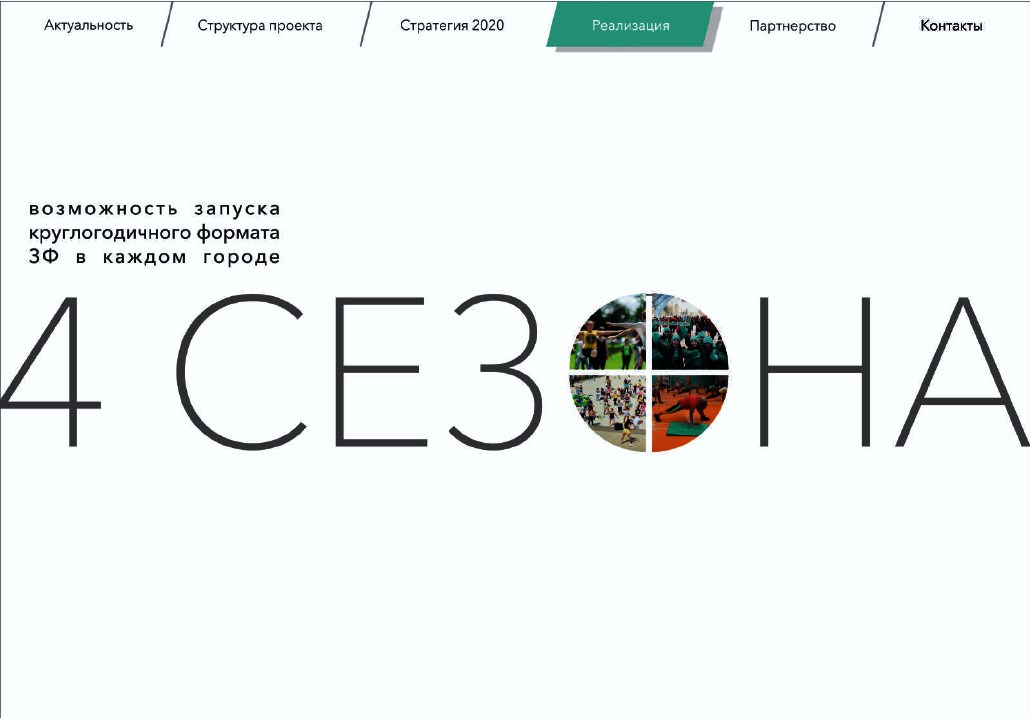 Актуальность
Структура проекта
Стратегия 2020
Реализация
Партнерство
Контакты
возможность запуска
круглогодичного формата
ЗФ в каждом городе
4 СЕЗОНА